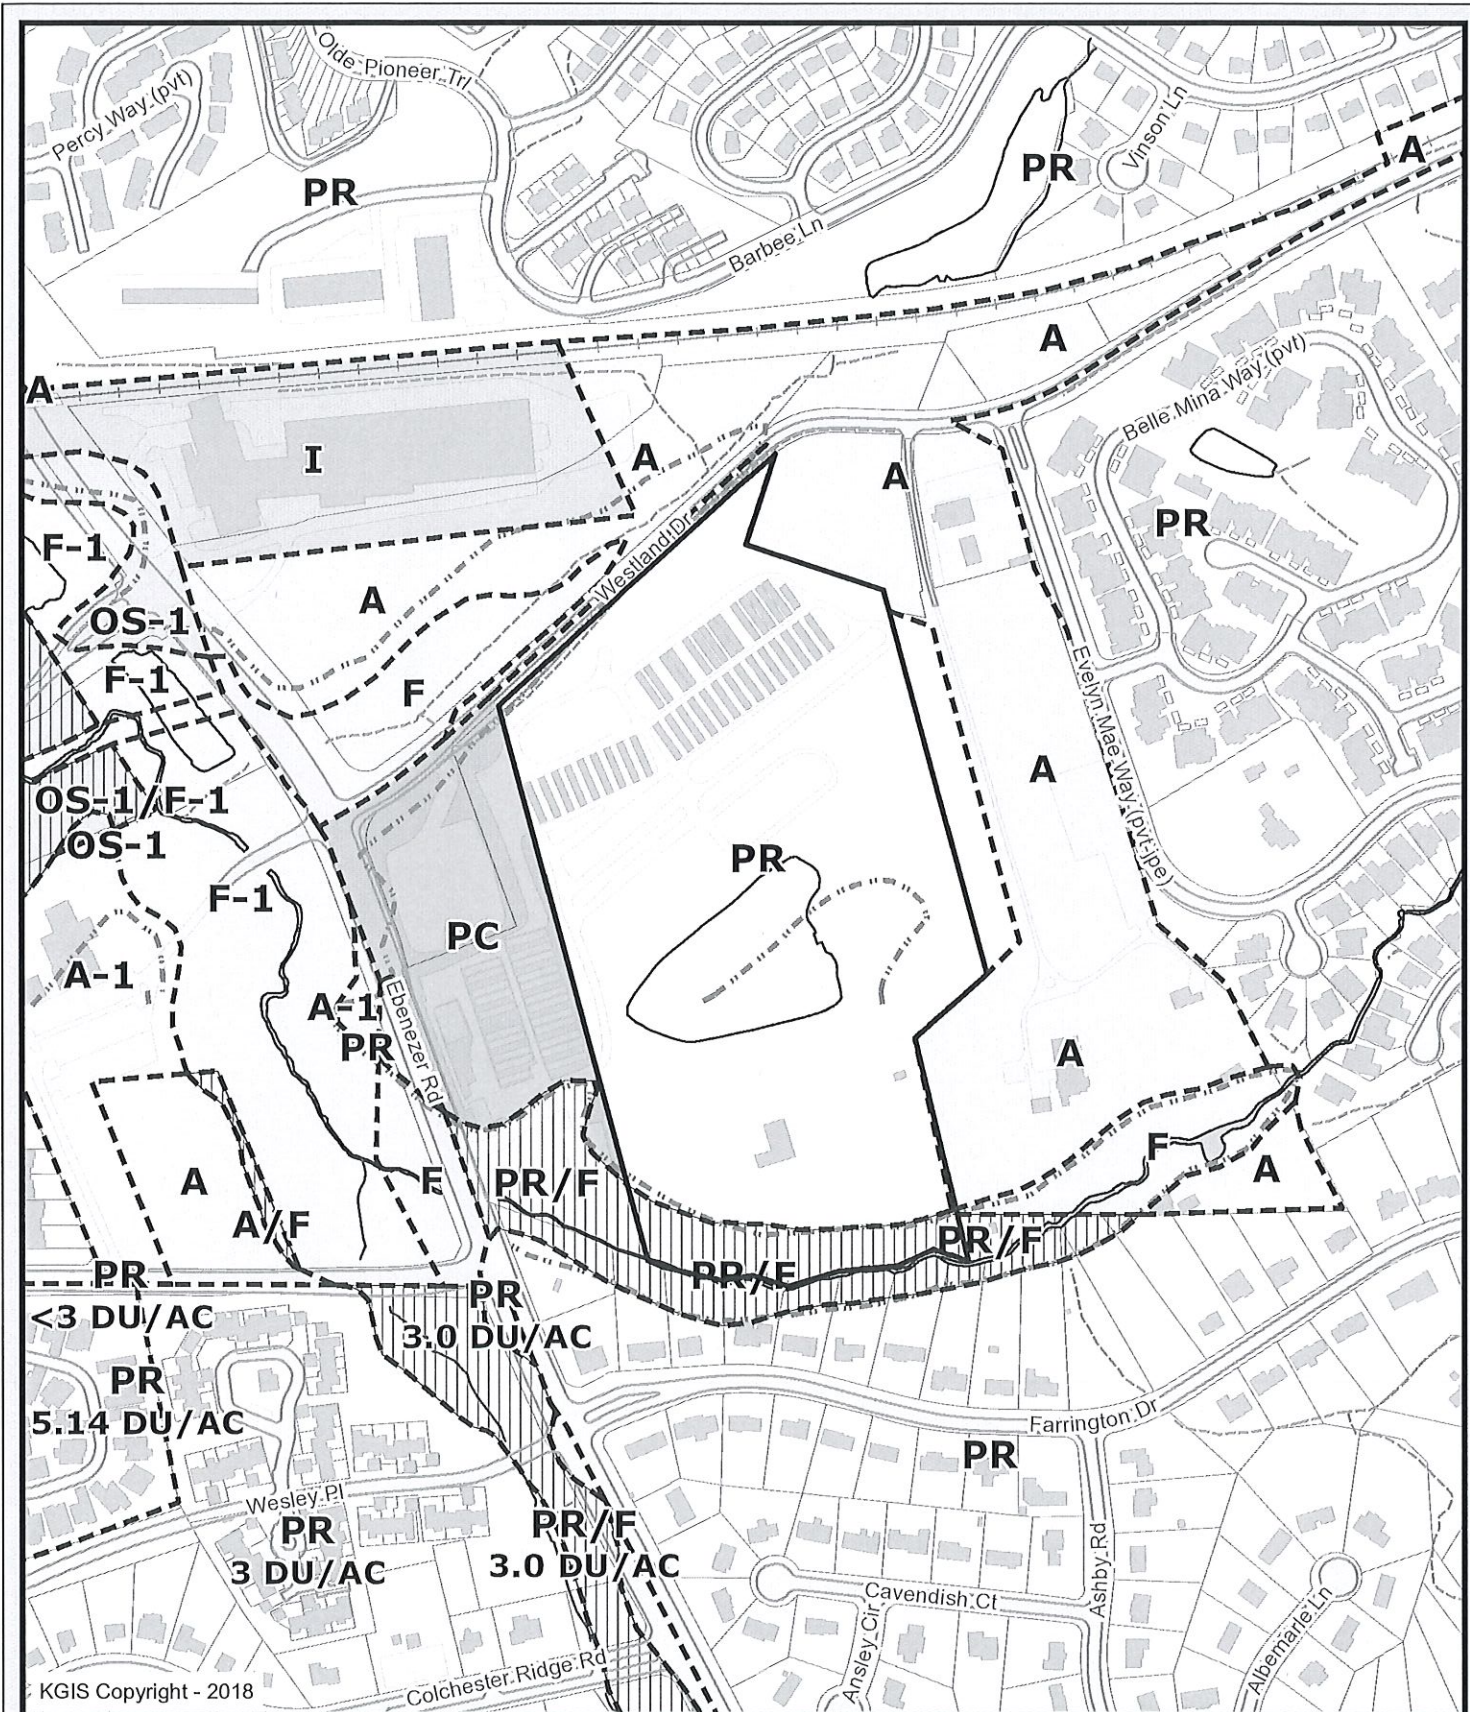 Olde Pioneer Trl
Percy Way (pvt)
PR
PR
Vinson Ln
A
Barbee Ln
A
A
I
A
Belle Mina Way (pvt)
A
PR
F-1
Westland Dr
A
OS-1
F-1
F
Evelyn Mae Way (pvt-jpe)
A
OS-1/F-1
OS-1
PR
F-1
PC
A-1
A-1
Ebenezer Rd
PR
A
A
F
PR/F
F
A
A/F
PR/F
PR/F
PR
<3 DU/AC
PR
3.0 DU/AC
PR
5.14 DU/AC
Farrington Dr
PR
Wesley Pl
PR
3 DU/AC
PR/F
3.0 DU/AC
Ashby Rd
Cavendish Ct
Ansley Cir
Albemarle Ln
Colchester Ridge Rd
KGIS Copyright - 2018